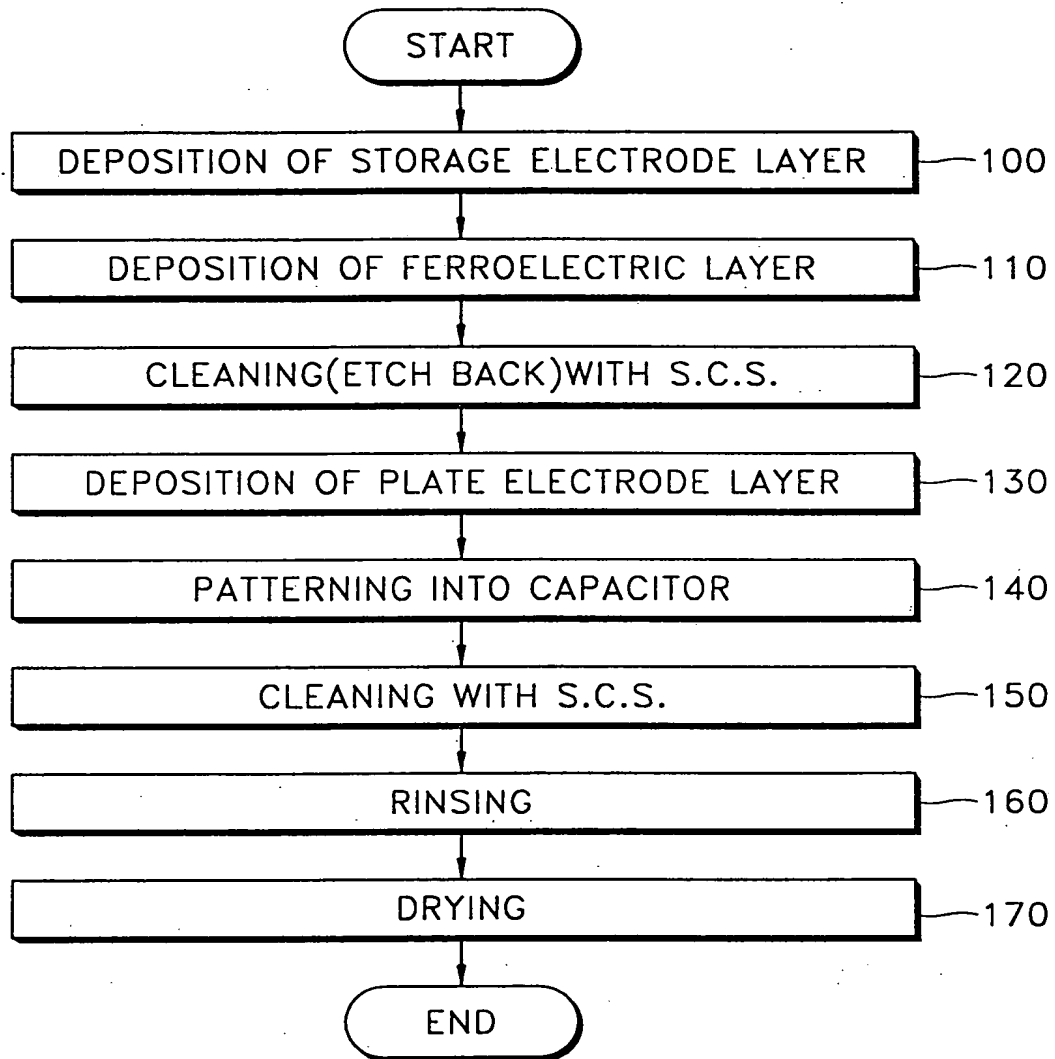 START
DEPOSITION OF STORAGE ELECTRODE LAYER 100
DEPOSITION OF FERROELECTRIC LAYER 110
CLEANING(ETCH BACK)WITH S.C.S. 120
DEPOSITION OF PLATE ELECTRODE LAYER 130
PATTERNING INTO CAPACITOR 140
CLEANING WITH S.C.S. 150
RINSING 160
DRYING 170
END